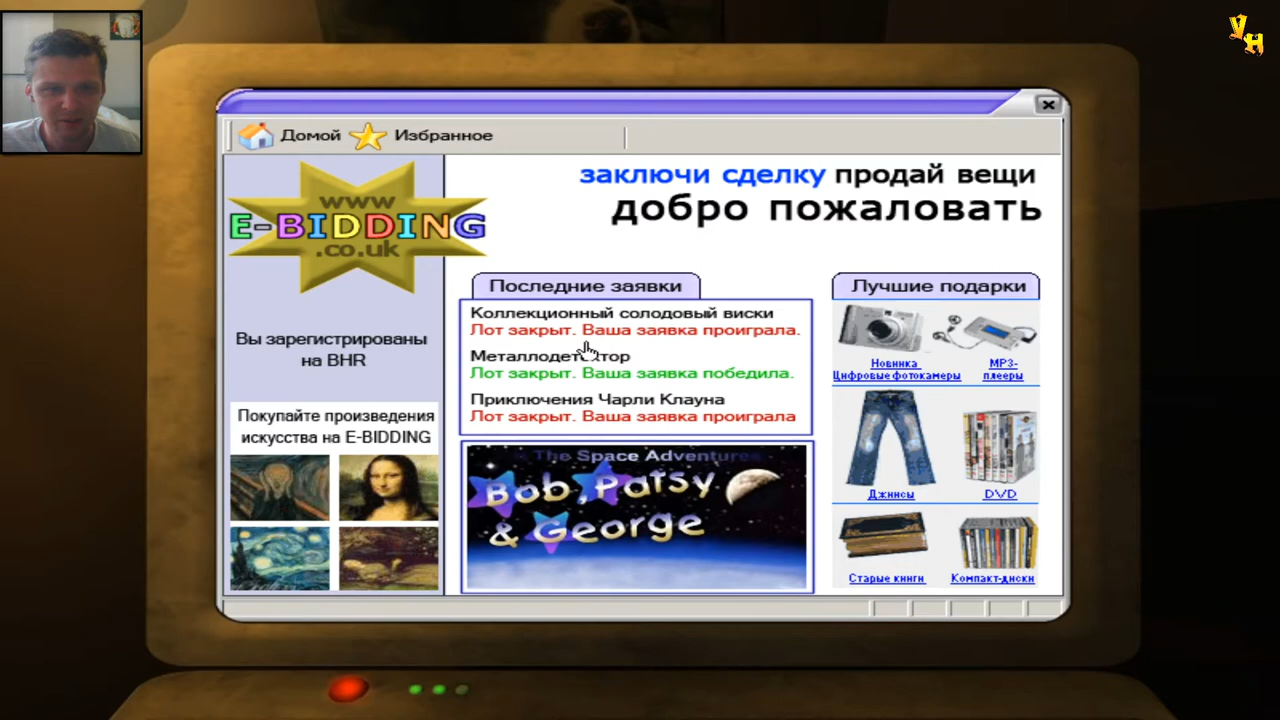 УН
Домой Избранное
www
E-BIDDING
.co.uk
заключи сделку продай вещи
добро пожаловать
Вы зарегистрированы
на BHR
Покупайте произведения
искусства на E-BIDDING
Последние заявки
Коллекционный солодовый виски
Лот закрыт. Ваша заявка проиграла.
Металлодетектор
Лот закрыт. Ваша заявка победила.
Приключения Чарли Клауна
Лот закрыт. Ваша заявка проиграла
The Space Adventures
Bob, Patsy
& George
Лучшие подарки
Новинка
Цифровые фотокамеры
MP3-
плееры
Джинсы
DVD
Старые книги
Компакт-диски